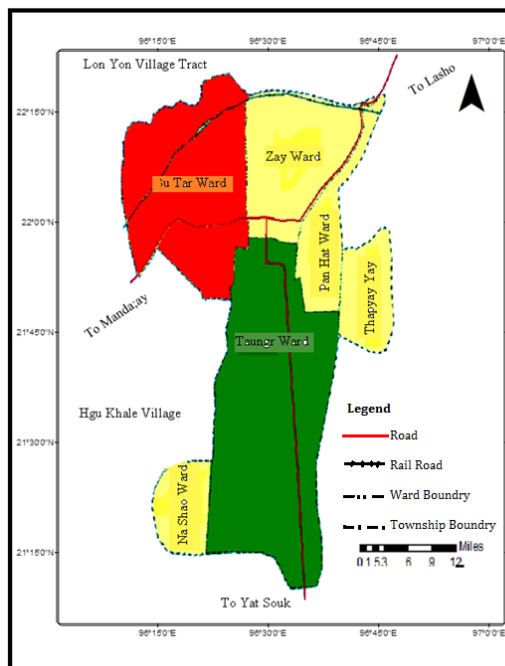 96°15'0"E 96°30'0"E 96°45'0"E 97°0'0"E
Lon Yon Village Tract
To Lasho
22°15'0"N
Zay Ward
Su Tar Ward
22°0'0"N
Pan Hat Ward
Thapyay Yay
To Manda;ay
21°45'0"N
Taungr Ward
Hgu Khale Village
Legend
Road
21°30'0"N
Rail Road
Na Shao Ward
Ward Boundry
Township Boundry
21°15'0"N
Miles
0 1.5 3 6 9 12
To Yat Souk
96°15'0"E 96°30'0"E 96°45'0"E 97°0'0"E